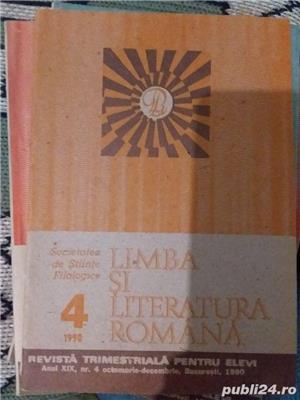 Societatea
de Științe
Filologice
4
1990
LIMBA
ȘI
LITERATURA
ROMÂNĂ
REVISTĂ TRIMESTRIALĂ PENTRU ELEVI
Anul XIX, nr. 4 octombrie-decembrie, București, 1990
publi24.ro